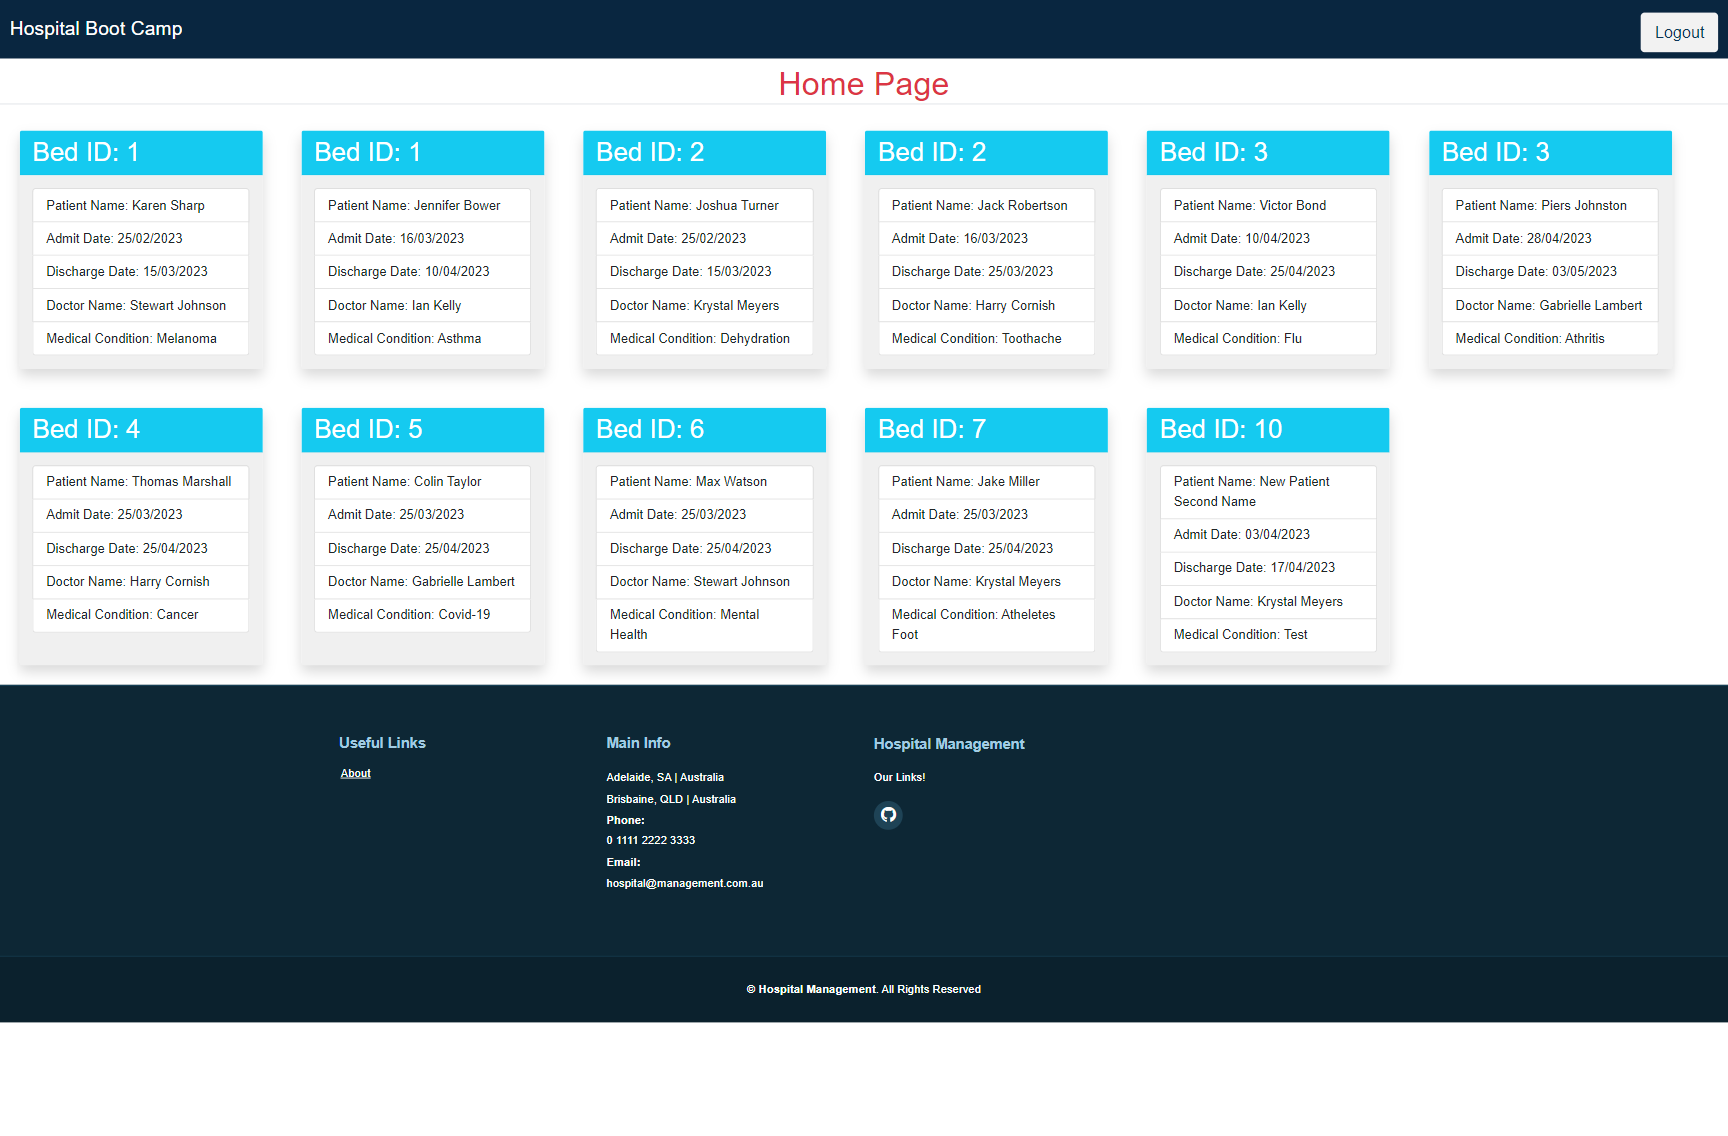 Hospital Boot Camp
Logout
Home Page
Bed ID: 1
Patient Name: Karen Sharp
Admit Date: 25/02/2023
Discharge Date: 15/03/2023
Doctor Name: Stewart Johnson
Medical Condition: Melanoma
Bed ID: 1
Patient Name: Jennifer Bower
Admit Date: 16/03/2023
Discharge Date: 10/04/2023
Doctor Name: Ian Kelly
Medical Condition: Asthma
Bed ID: 2
Patient Name: Joshua Turner
Admit Date: 25/02/2023
Discharge Date: 15/03/2023
Doctor Name: Krystal Meyers
Medical Condition: Dehydration
Bed ID: 2
Patient Name: Jack Robertson
Admit Date: 16/03/2023
Discharge Date: 25/03/2023
Doctor Name: Harry Cornish
Medical Condition: Toothache
Bed ID: 3
Patient Name: Victor Bond
Admit Date: 10/04/2023
Discharge Date: 25/04/2023
Doctor Name: Ian Kelly
Medical Condition: Flu
Bed ID: 3
Patient Name: Piers Johnston
Admit Date: 28/04/2023
Discharge Date: 03/05/2023
Doctor Name: Gabrielle Lambert
Medical Condition: Athritis
Bed ID: 4
Patient Name: Thomas Marshall
Admit Date: 25/03/2023
Discharge Date: 25/04/2023
Doctor Name: Harry Cornish
Medical Condition: Cancer
Bed ID: 5
Patient Name: Colin Taylor
Admit Date: 25/03/2023
Discharge Date: 25/04/2023
Doctor Name: Gabrielle Lambert
Medical Condition: Covid-19
Bed ID: 6
Patient Name: Max Watson
Admit Date: 25/03/2023
Discharge Date: 25/04/2023
Doctor Name: Stewart Johnson
Medical Condition: Mental
Health
Bed ID: 7
Patient Name: Jake Miller
Admit Date: 25/03/2023
Discharge Date: 25/04/2023
Doctor Name: Krystal Meyers
Medical Condition: Atheletes
Foot
Bed ID: 10
Patient Name: New Patient
Second Name
Admit Date: 03/04/2023
Discharge Date: 17/04/2023
Doctor Name: Krystal Meyers
Medical Condition: Test
Useful Links
About
Main Info
Adelaide, SA | Australia
Brisbaine, QLD | Australia
Phone:
0 1111 2222 3333
Email:
hospital@management.com.au
Hospital Management
Our Links!
© Hospital Management. All Rights Reserved